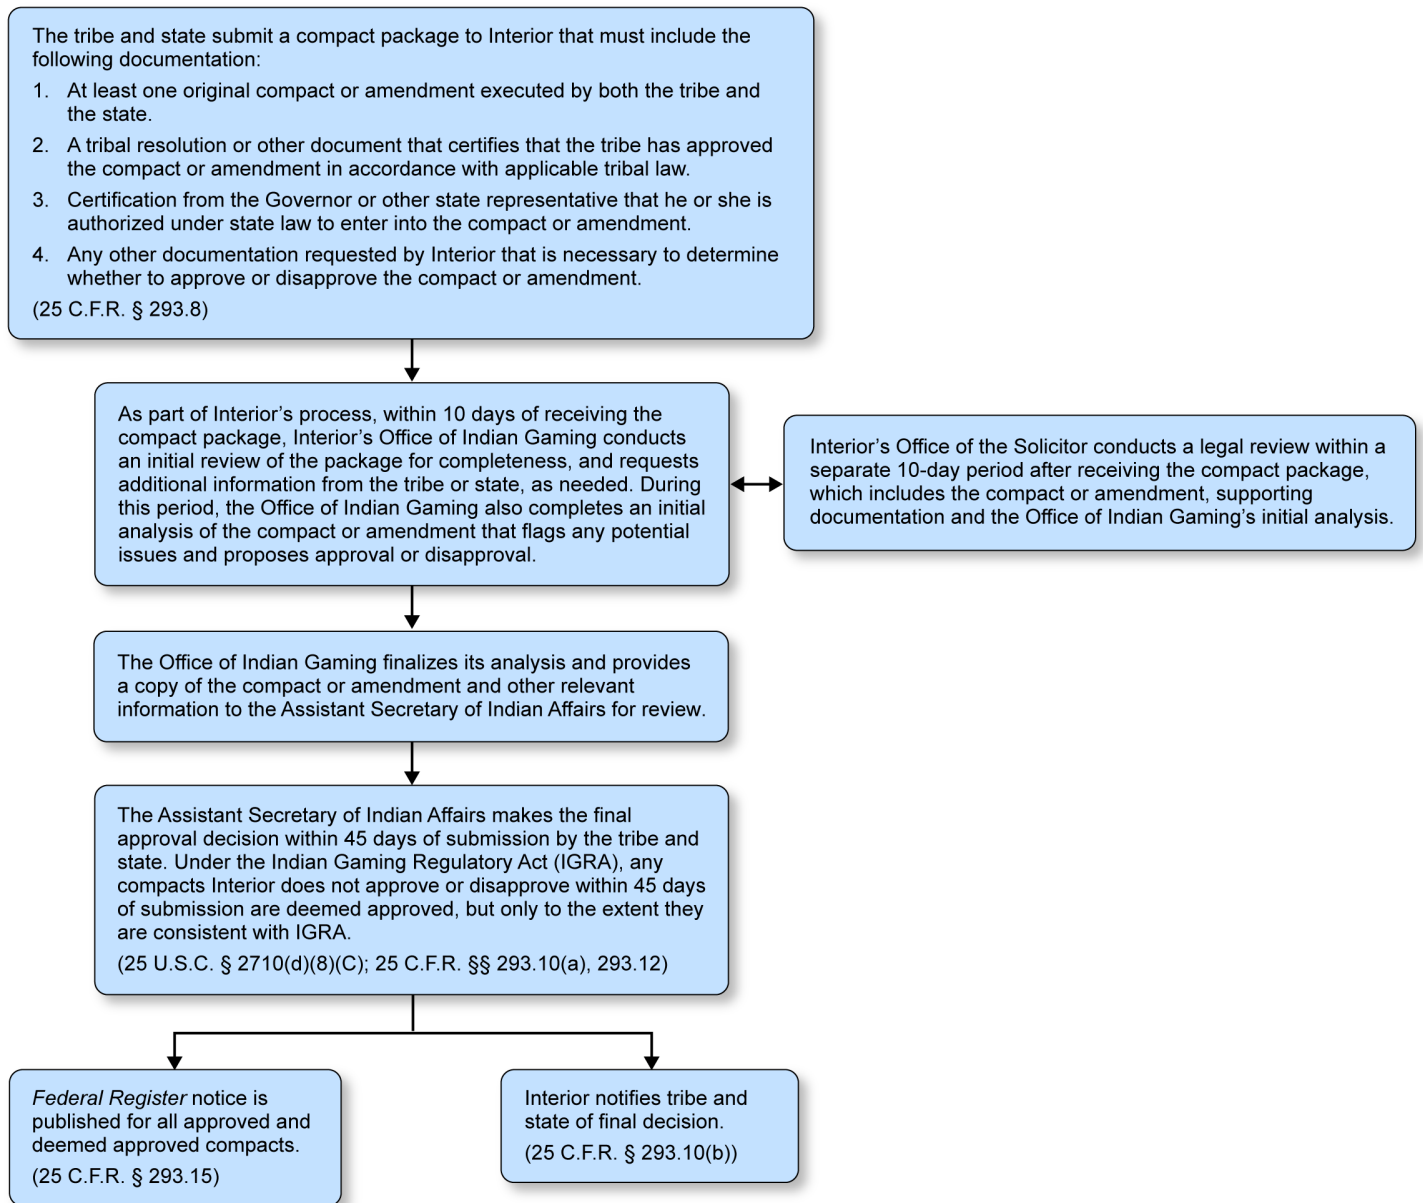 The tribe and state submit a compact package to Interior that must include the
following documentation:
1. At least one original compact or amendment executed by both the tribe and
the state.
2. A tribal resolution or other document that certifies that the tribe has approved
the compact or amendment in accordance with applicable tribal law.
3. Certification from the Governor or other state representative that he or she is
authorized under state law to enter into the compact or amendment.
4. Any other documentation requested by Interior that is necessary to determine
whether to approve or disapprove the compact or amendment.
(25 C.F.R. § 293.8)
As part of Interior’s process, within 10 days of receiving the
compact package, Interior’s Office of Indian Gaming conducts
an initial review of the package for completeness, and requests
additional information from the tribe or state, as needed. During
this period, the Office of Indian Gaming also completes an initial
analysis of the compact or amendment that flags any potential
issues and proposes approval or disapproval.
Interior’s Office of the Solicitor conducts a legal review within a
separate 10-day period after receiving the compact package,
which includes the compact or amendment, supporting
documentation and the Office of Indian Gaming’s initial analysis.
The Office of Indian Gaming finalizes its analysis and provides
a copy of the compact or amendment and other relevant
information to the Assistant Secretary of Indian Affairs for review.
The Assistant Secretary of Indian Affairs makes the final
approval decision within 45 days of submission by the tribe and
state. Under the Indian Gaming Regulatory Act (IGRA), any
compacts Interior does not approve or disapprove within 45 days
of submission are deemed approved, but only to the extent they
are consistent with IGRA.
(25 U.S.C. § 2710(d)(8)(C); 25 C.F.R. §§ 293.10(a), 293.12)
Federal Register notice is
published for all approved and
deemed approved compacts.
(25 C.F.R. § 293.15)
Interior notifies tribe and
state of final decision.
(25 C.F.R. § 293.10(b))